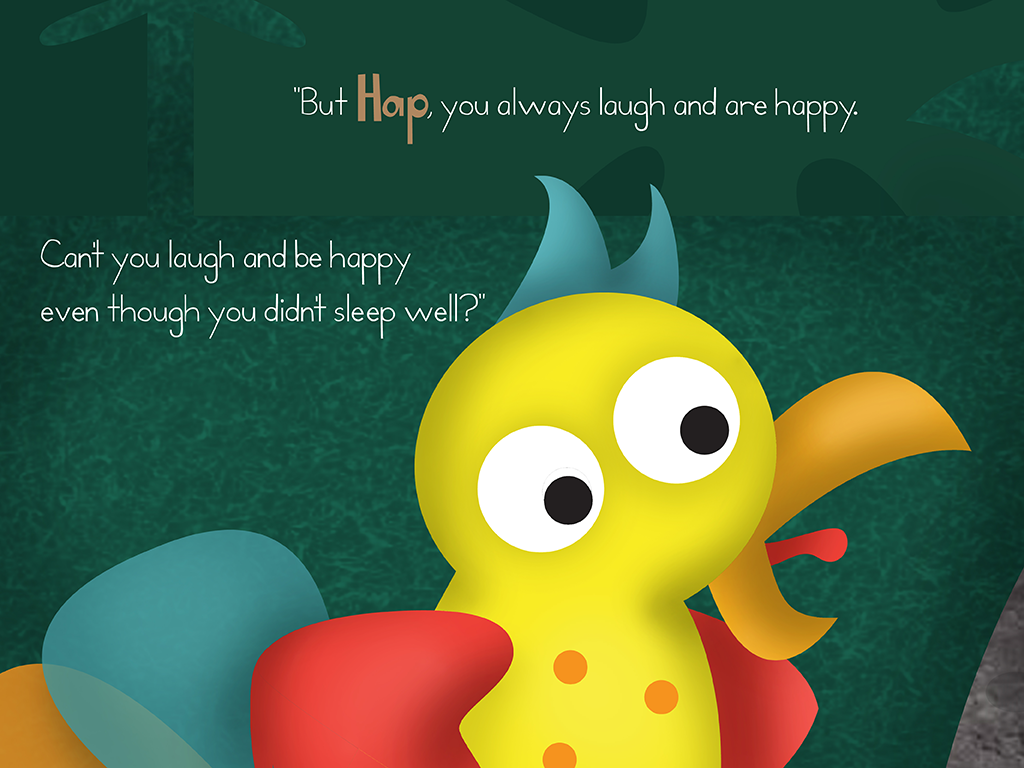 "But Hap, you always laugh and are happy.
Can't you laugh and be happy
even though you didn't sleep well?"